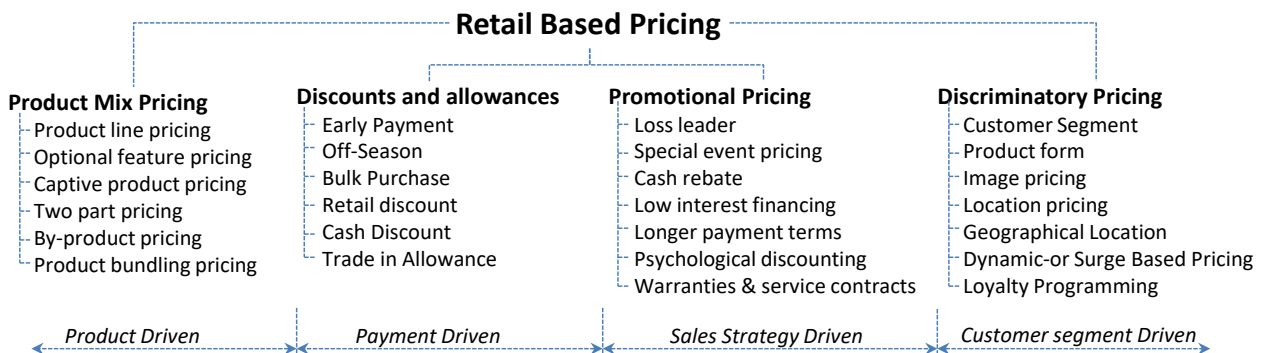 Retail Based Pricing
Product Mix Pricing
Product line pricing
Optional feature pricing
Captive product pricing
Two part pricing
By-product pricing
Product bundling pricing
Discounts and allowances
Early Payment
Off-Season
Bulk Purchase
Retail discount
Cash Discount
Trade in Allowance
Promotional Pricing
Loss leader
Special event pricing
Cash rebate
Low interest financing
Longer payment terms
Psychological discounting
Warranties & service contracts
Discriminatory Pricing
Customer Segment
Product form
Image pricing
Location pricing
Geographical Location
Dynamic-or Surge Based Pricing
Loyalty Programming
Product Driven
Payment Driven
Sales Strategy Driven
Customer segment Driven